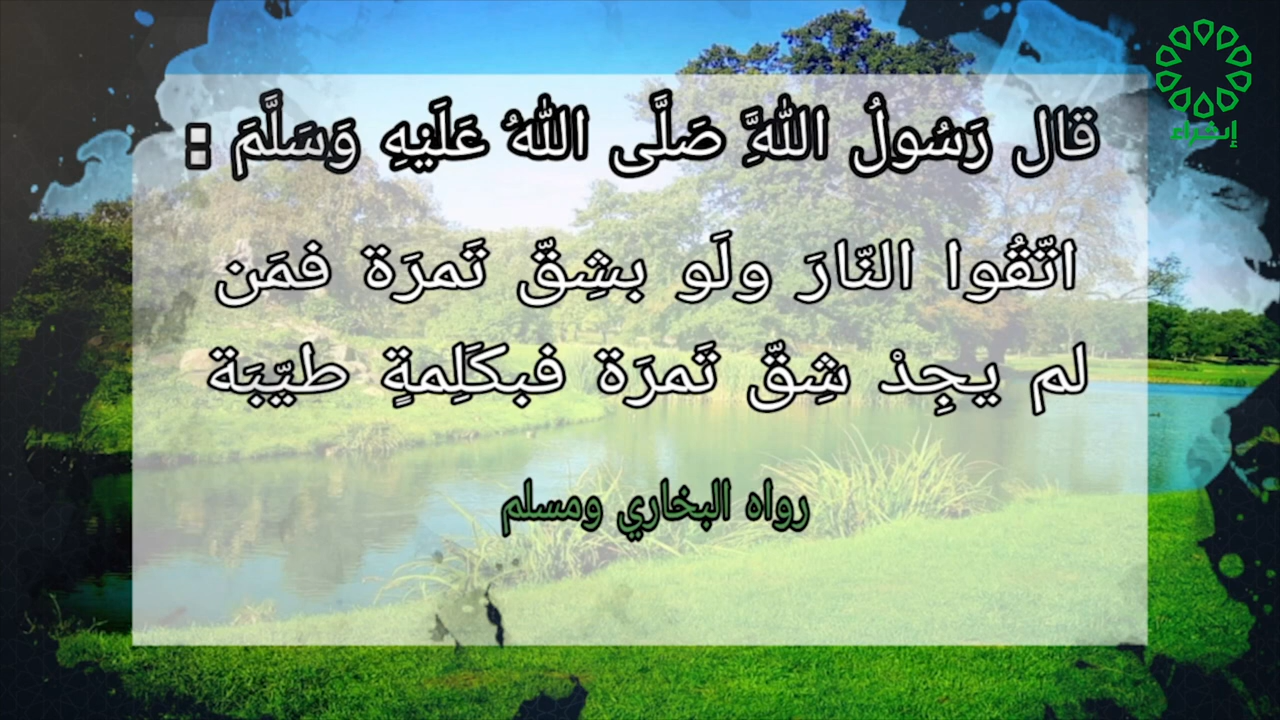 قال رَسُولُ اللهَِّ صَلَّى اللهُ عَلَيْهِ وَسَلَّمَ :
اتّقُوا النّارَ ولَو بشِقّ تَمرَة فمَن
لم يجِدْ شِقّ تَمرَة فبكَلِمةٍ طيّبَة
رواه البخاري ومسلم
إثراء